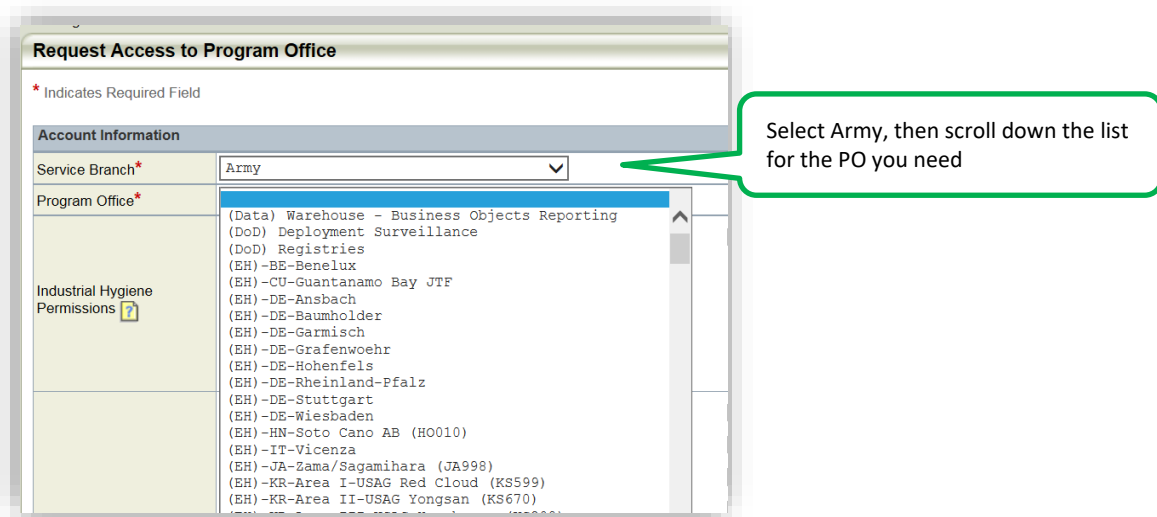 Request Access to Program Office
* Indicates Required Field
Account Information
Service Branch*
Army
Select Army, then scroll down the list
for the PO you need
Program Office*
(Data) Warehouse - Business Objects Reporting
(DoD) Deployment Surveillance
(DoD) Registries
(EH)-BE-Benelux
(EH)-CU-Guantanamo Bay JTF
Industrial Hygiene
Permissions ?
(EH)-DE-Ansbach
(EH)-DE-Baumholder
(EH)-DE-Garmisch
(EH)-DE-Grafenwoehr
(EH)-DE-Hohenfels
(EH)-DE-Rheinland-Pfalz
(EH)-DE-Stuttgart
(EH)-DE-Wiesbaden
(EH)-HN-Soto Cano AB (HO010)
(EH)-IT-Vicenza
(EH)-JA-Zama/Sagamihara (JA998)
(EH)-KR-Area I-USAG Red Cloud (KS599)
(EH)-KR-Area II-USAG Yongsan (KS670)